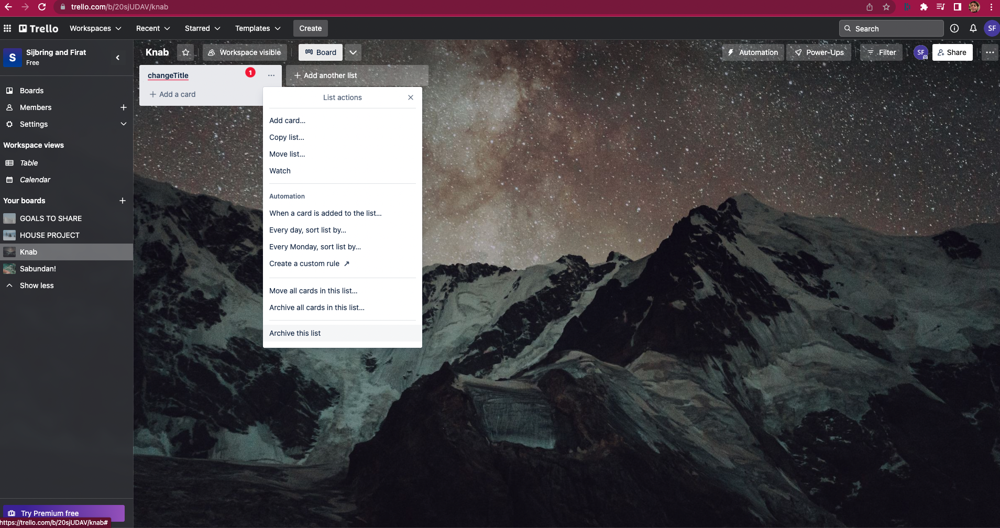 trello.com/b/20sjUDAV/knab
Trello Workspaces Recent Starred Templates Create Search SF
S Sijbring and Firat
Free
Knab Workspace visible Board Automation Power-Ups Filter SF Share
changeTitle 1
Add another list
Add a card
List actions
Add card…
Copy list…
Move list…
Watch
Automation
When a card is added to the list…
Every day, sort list by…
Every Monday, sort list by…
Create a custom rule
Move all cards in this list…
Archive all cards in this list…
Archive this list
Boards
Members
Settings
Workspace views
Table
Calendar
Your boards
GOALS TO SHARE
HOUSE PROJECT
Knab
Sabundan!
Show less
Try Premium free
https://trello.com/b/20sjUDAV/knab#